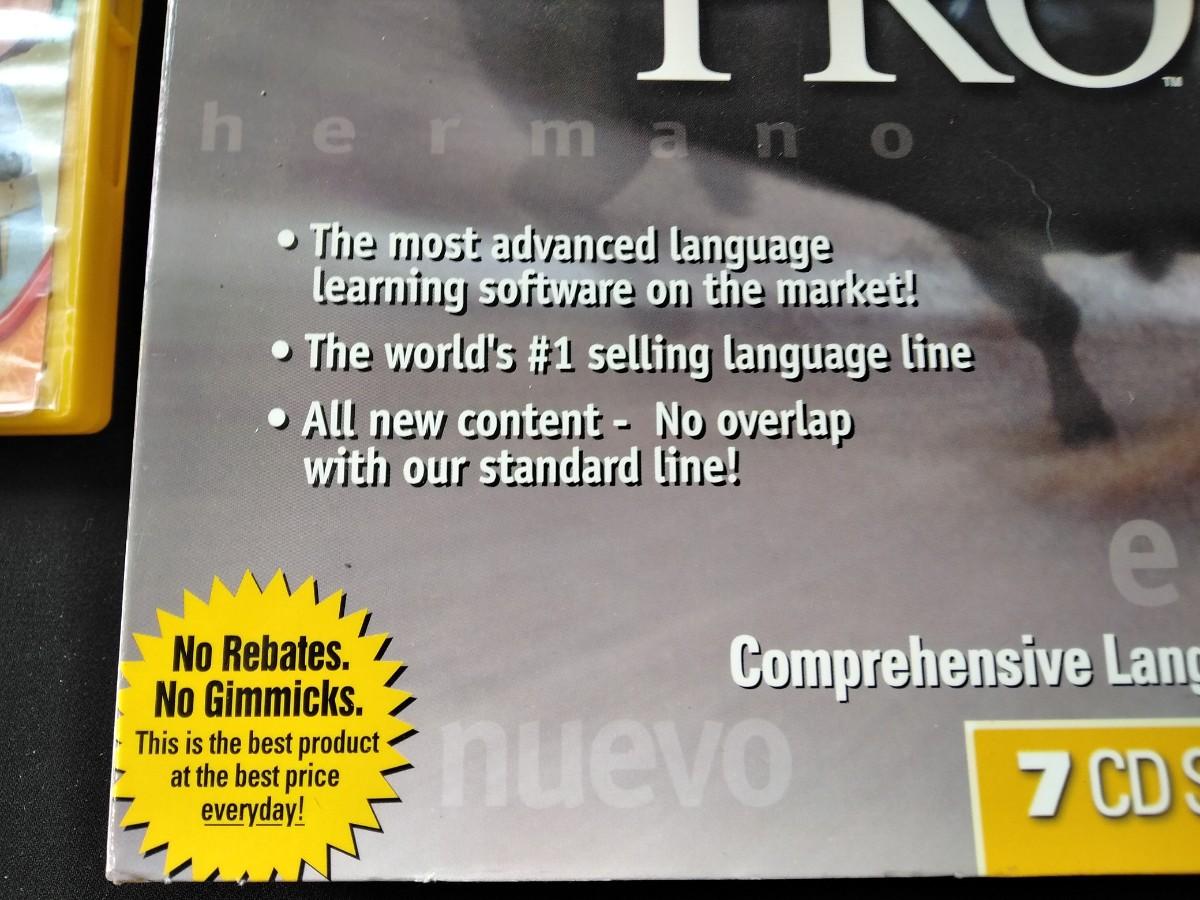 PRO
™
hermano
• The most advanced language
learning software on the market!
• The world's #1 selling language line
• All new content - No overlap
with our standard line!
e
Comprehensive Lang
No Rebates.
No Gimmicks.
This is the best product
at the best price
everyday!
nuevo
7 CD S